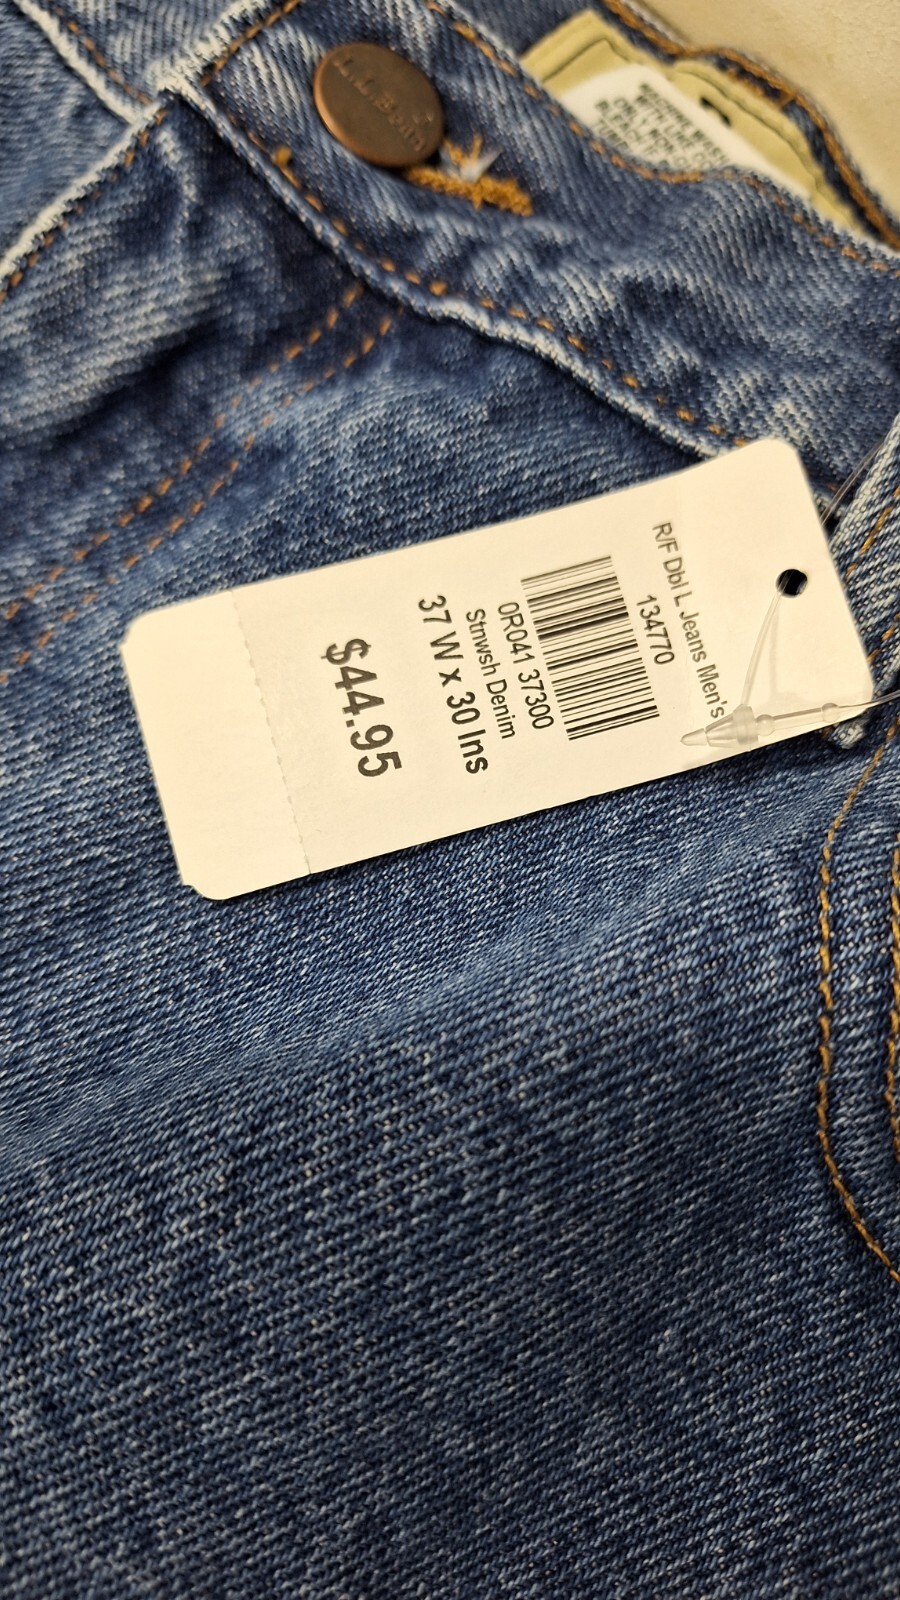 L.L.Bean
R/F Dbl L Jeans Men's
134770
0R041 37300
Stnwsh Denim
37 W x 30 Ins
$44.95